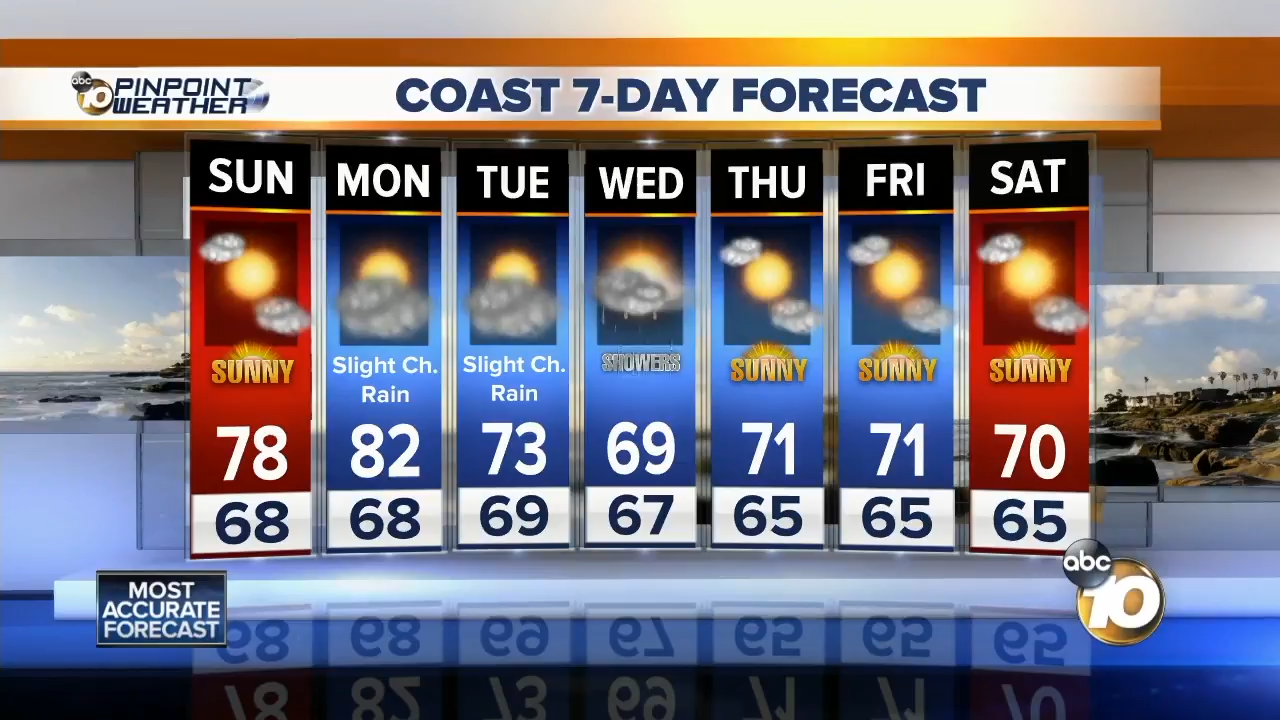 abc
10
PINPOINT
WEATHER
COAST 7-DAY FORECAST
SUN MON TUE WED THU FRI SAT
SUNNY Slight Ch. Rain Slight Ch. Rain SHOWERS SUNNY SUNNY SUNNY
78 82 73 69 71 71 70
68 68 69 67 65 65 65
MOST
ACCURATE
FORECAST
abc
10